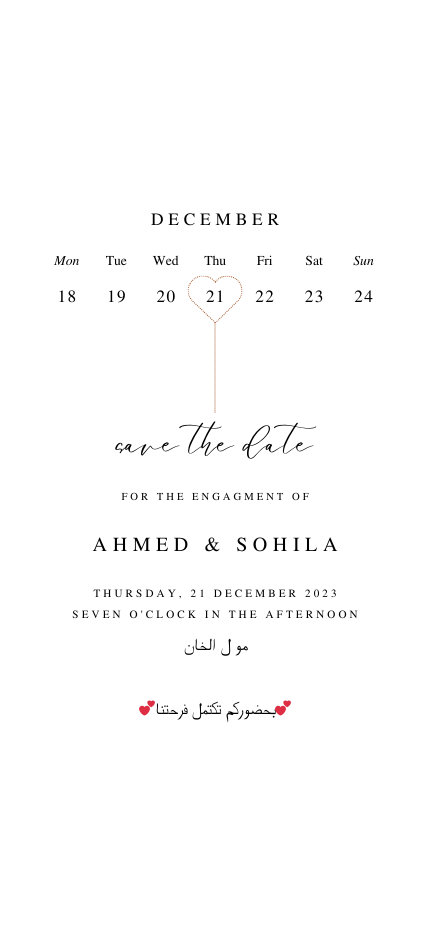 DECEMBER
Mon Tue Wed Thu Fri Sat Sun
18 19 20 21 22 23 24
save the date
FOR THE ENGAGMENT OF
AHMED & SOHILA
THURSDAY, 21 DECEMBER 2023
SEVEN O'CLOCK IN THE AFTERNOON
مو ل الخان
💕بحضوركم تكتمل فرحتنا💕